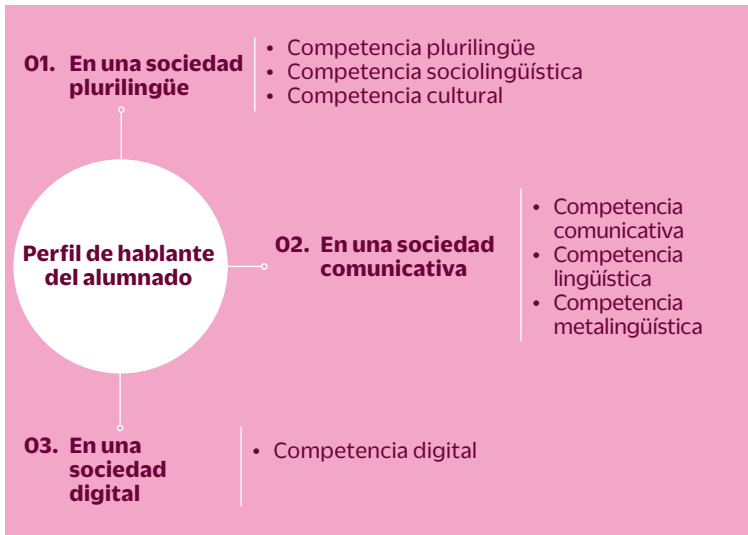 01. En una sociedad
plurilingüe
• Competencia plurilingüe
• Competencia sociolingüística
• Competencia cultural
Perfil de hablante
del alumnado
02. En una sociedad
comunicativa
• Competencia
comunicativa
• Competencia
lingüística
• Competencia
metalingüística
03. En una
sociedad
digital
• Competencia digital